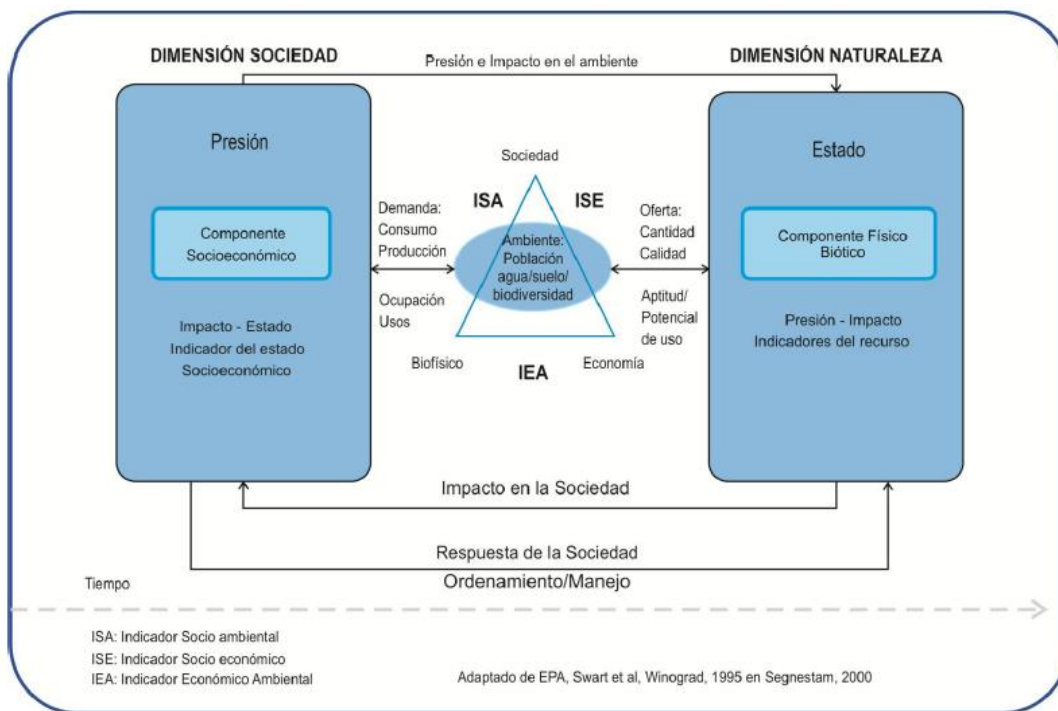 DIMENSIÓN SOCIEDAD
Presión e Impacto en el ambiente
DIMENSIÓN NATURALEZA
Presión
Componente
Socioeconómico
Impacto - Estado
Indicador del estado
Socioeconómico
Demanda:
Consumo
Producción
Ocupación
Usos
Sociedad
ISA
ISE
Ambiente:
Población
agua/suelo/
biodiversidad
Biofísico
IEA
Economía
Oferta:
Cantidad
Calidad
Aptitud/
Potencial
de uso
Estado
Componente Físico
Biótico
Presión - Impacto
Indicadores del recurso
Impacto en la Sociedad
Respuesta de la Sociedad
Ordenamiento/Manejo
Tiempo
ISA: Indicador Socio ambiental
ISE: Indicador Socio económico
IEA: Indicador Económico Ambiental
Adaptado de EPA, Swart et al, Winograd, 1995 en Segnestam, 2000